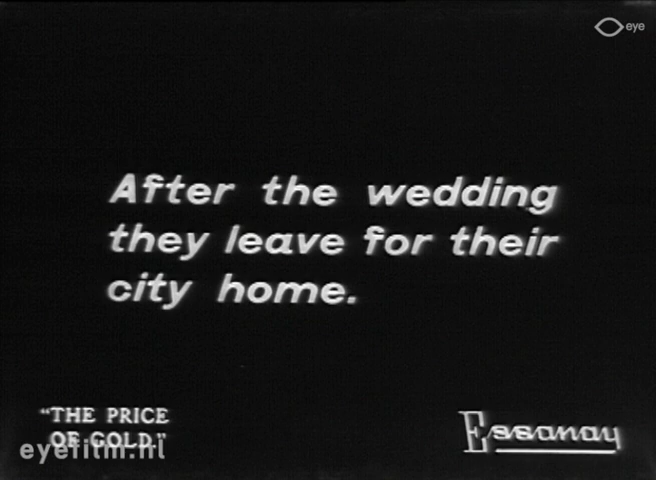 eye
After the wedding
they leave for their
city home.
"THE PRICE
OF GOLD."
Essanay
eyefilm.nl